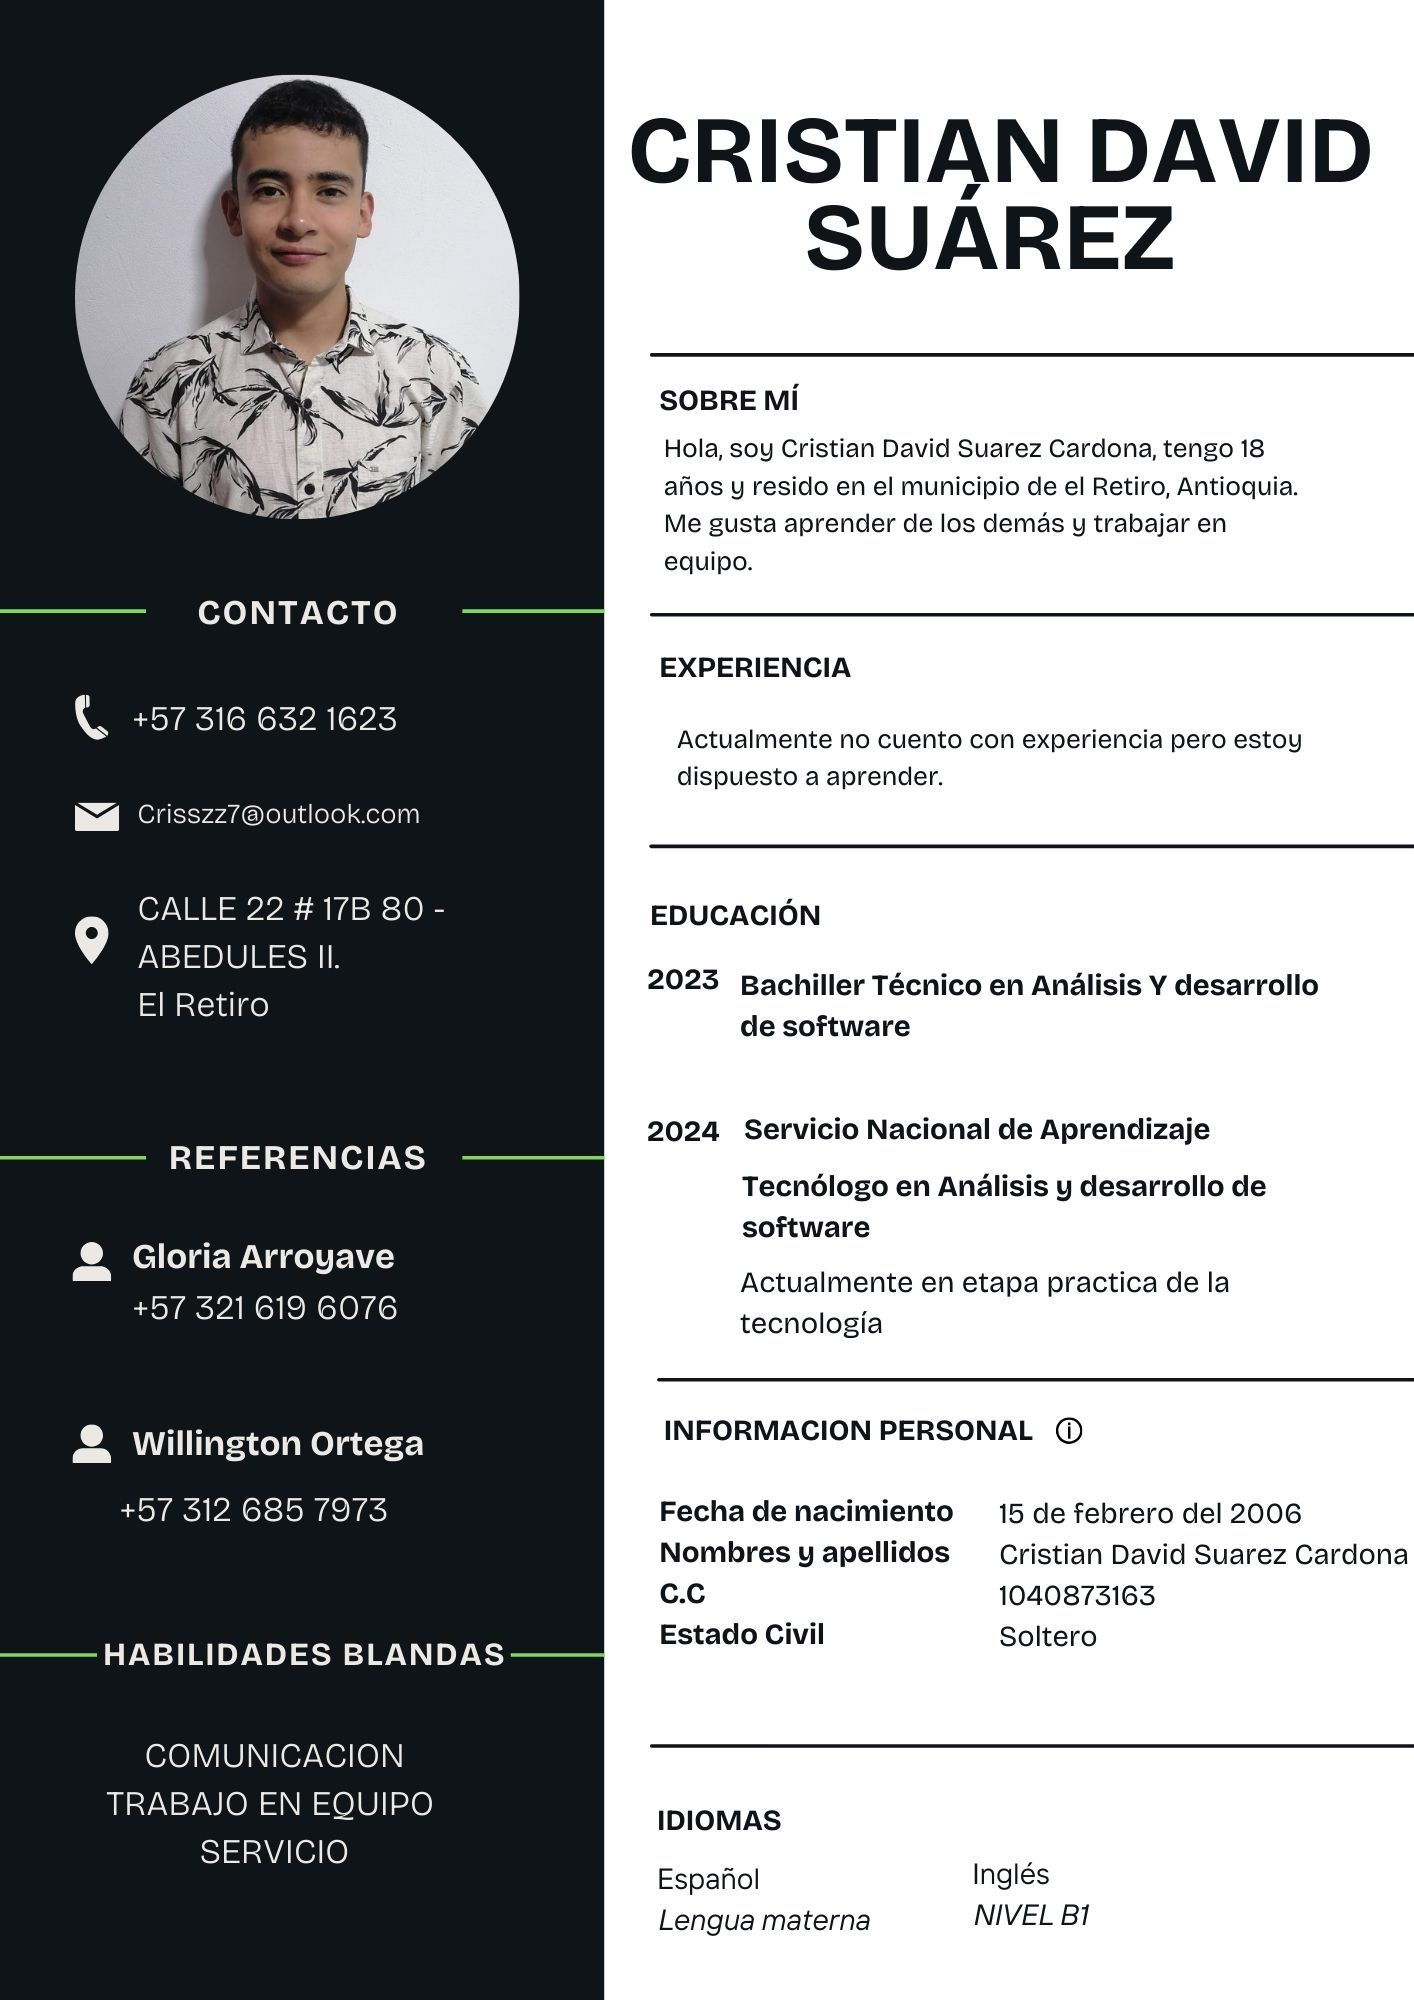 CRISTIAN DAVID
SUÁREZ
CONTACTO
+57 316 632 1623
Crisszz7@outlook.com
CALLE 22 # 17B 80 -
ABEDULES II.
El Retiro
REFERENCIAS
Gloria Arroyave
+57 321 619 6076
Willington Ortega
+57 312 685 7973
HABILIDADES BLANDAS
COMUNICACION
TRABAJO EN EQUIPO
SERVICIO
SOBRE MÍ
Hola, soy Cristian David Suarez Cardona, tengo 18
años y resido en el municipio de el Retiro, Antioquia.
Me gusta aprender de los demás y trabajar en
equipo.
EXPERIENCIA
Actualmente no cuento con experiencia pero estoy
dispuesto a aprender.
EDUCACIÓN
2023 Bachiller Técnico en Análisis Y desarrollo
de software
2024 Servicio Nacional de Aprendizaje
Tecnólogo en Análisis y desarrollo de
software
Actualmente en etapa practica de la
tecnología
INFORMACION PERSONAL
Fecha de nacimiento 15 de febrero del 2006
Nombres y apellidos Cristian David Suarez Cardona
C.C 1040873163
Estado Civil Soltero
IDIOMAS
Español Inglés
Lengua materna NIVEL B1